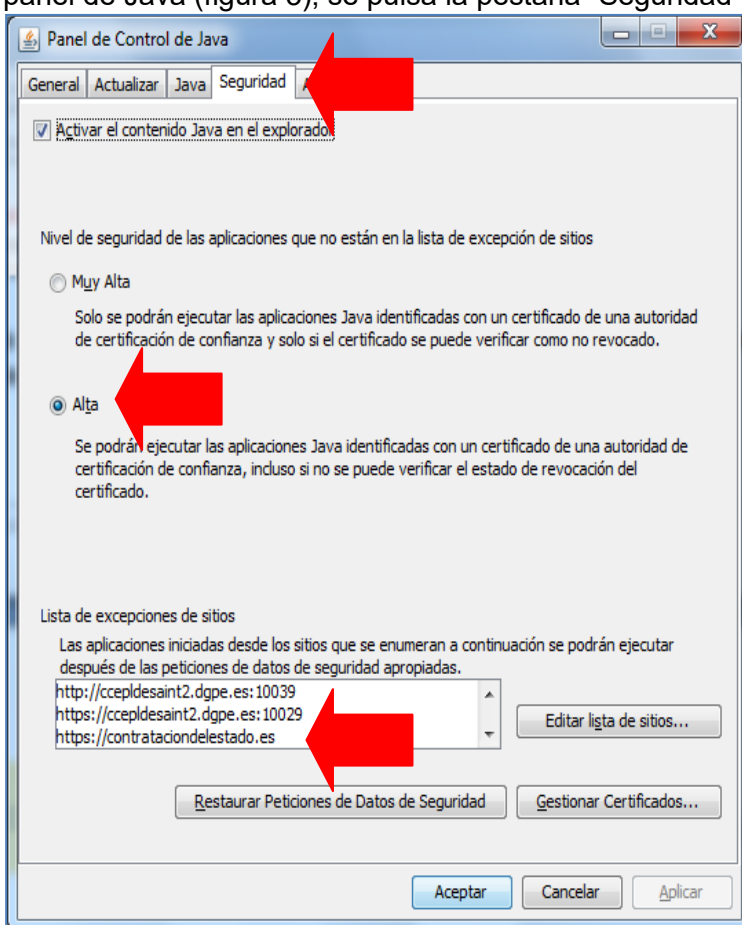 panel de Java (figura 6), se pulsa la pestaña "Seguridad"
Panel de Control de Java
General Actualizar Java Seguridad
Activar el contenido Java en el explorador
Nivel de seguridad de las aplicaciones que no están en la lista de excepción de sitios
Muy Alta
Solo se podrán ejecutar las aplicaciones Java identificadas con un certificado de una autoridad
de certificación de confianza y solo si el certificado se puede verificar como no revocado.
Alta
Se podrán ejecutar las aplicaciones Java identificadas con un certificado de una autoridad de
certificación de confianza, incluso si no se puede verificar el estado de revocación del
certificado.
Lista de excepciones de sitios
Las aplicaciones iniciadas desde los sitios que se enumeran a continuación se podrán ejecutar
después de las peticiones de datos de seguridad apropiadas.
http://ccepldesaint2.dgpe.es:10039
https://ccepldesaint2.dgpe.es:10029
https://contrataciondelestado.es
Editar lista de sitios...
Restaurar Peticiones de Datos de Seguridad Gestionar Certificados...
Aceptar Cancelar Aplicar